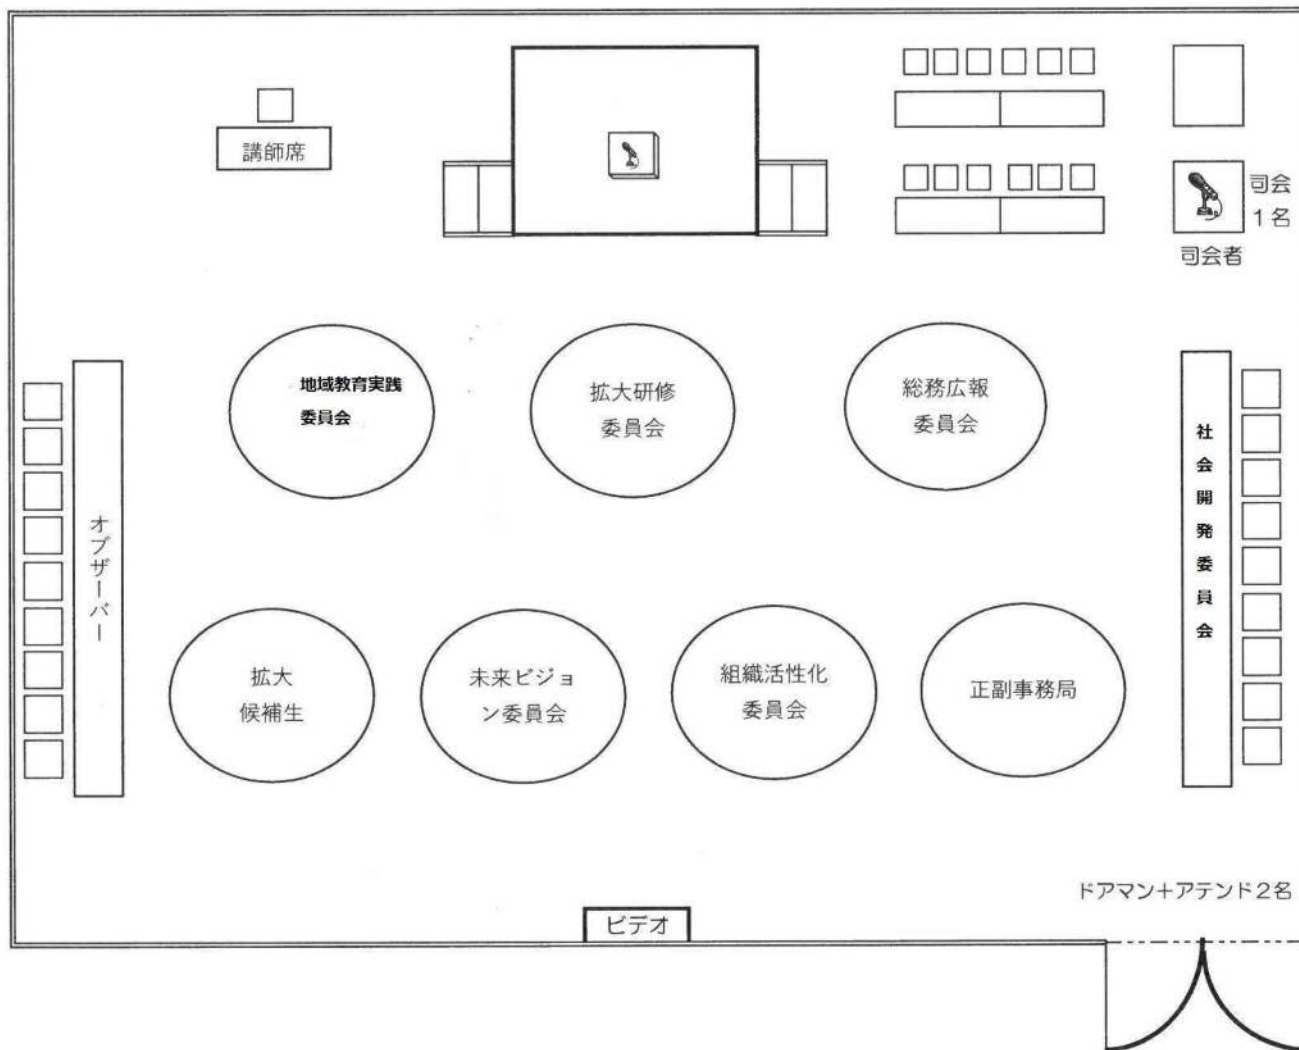 講師席
司会
1名
司会者
地域教育実践
委員会
拡大研修
委員会
総務広報
委員会
オブザーバー
社会開発委員会
拡大
候補生
未来ビジョ
ン委員会
組織活性化
委員会
正副事務局
ドアマン＋アテンド2名
ビデオ